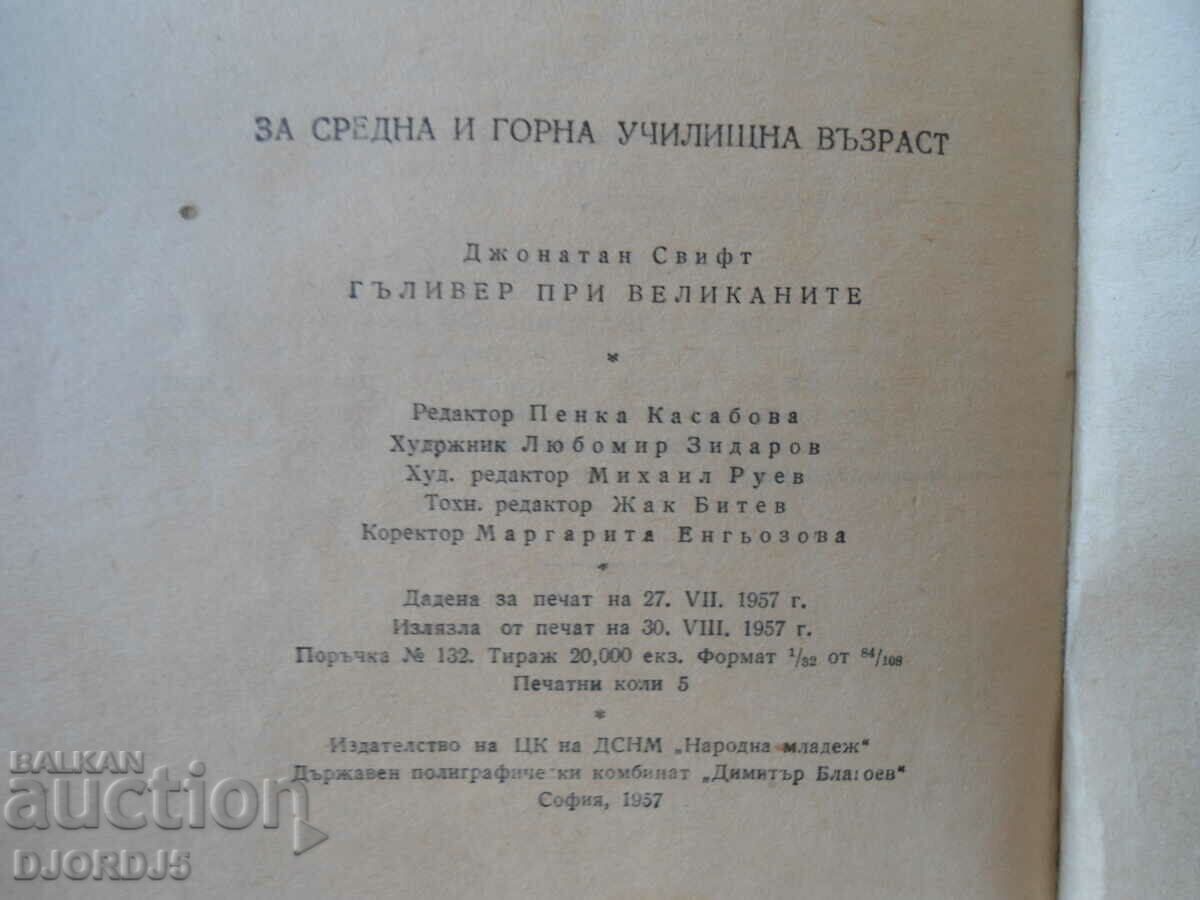 ЗА СРЕДНА И ГОРНА УЧИЛИЩНА ВЪЗРАСТ
Джонатан Свифт
ГЪЛИВЕР ПРИ ВЕЛИКАНИТЕ
*
Редактор Пенка Касабова
Художник Любомир Зидаров
Худ. редактор Михаил Руев
Тохн. редактор Жак Битев
Коректор Маргарита Енгьозова
*
Дадена за печат на 27. VII. 1957 г.
Излязла от печат на 30. VIII. 1957 г.
Поръчка № 132. Тираж 20,000 екз. Формат 1/32 от 84/108
Печатни коли 5
*
Издателство на ЦК на ДСНМ „Народна младеж“
Държавен полиграфически комбинат „Димитър Благоев“
София, 1957
BALKAN
auction
DJORDJ5